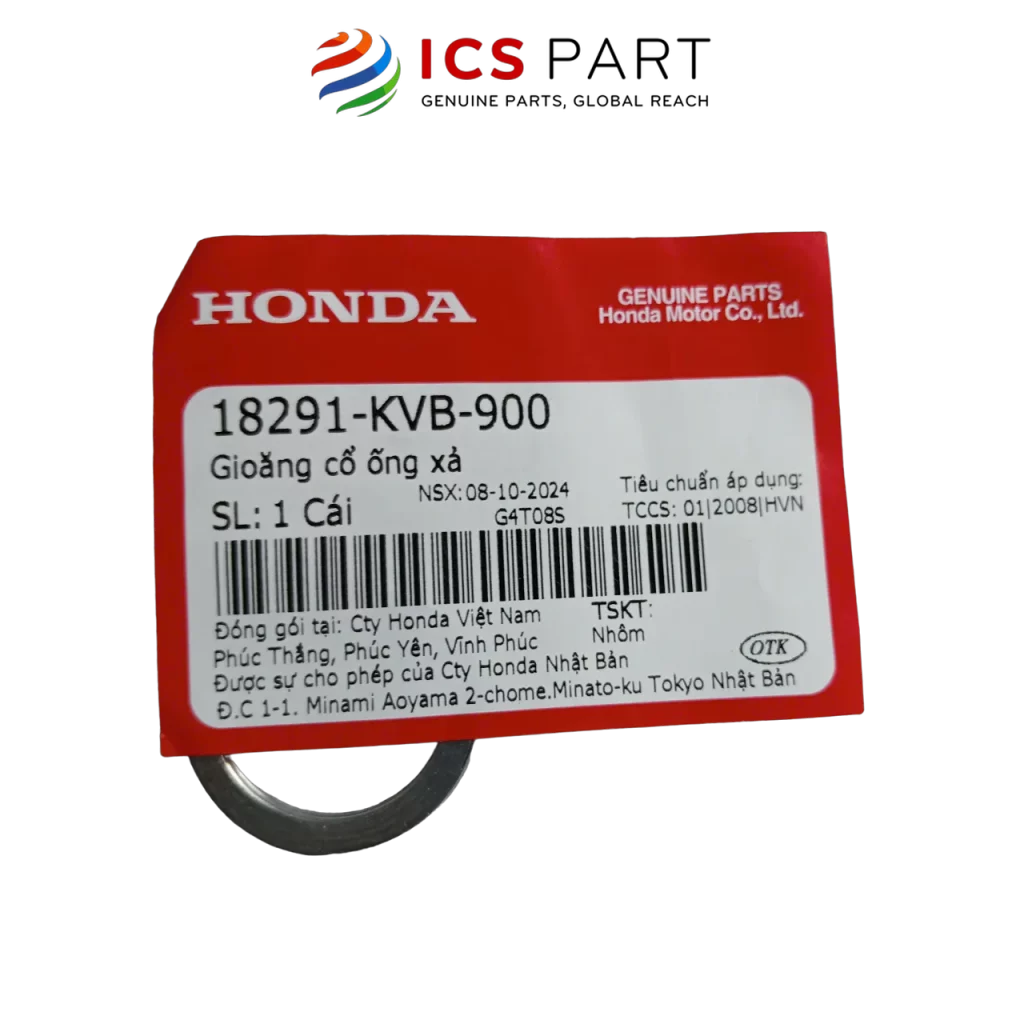 ICS PART
GENUINE PARTS, GLOBAL REACH
HONDA
GENUINE PARTS
Honda Motor Co., Ltd.
18291-KVB-900
Gioăng cổ ống xả
NSX: 08-10-2024
Tiêu chuẩn áp dụng:
SL: 1 Cái
G4T08S
TCCS: 01|2008|HVN
Đóng gói tại: Cty Honda Việt Nam
TSKT:
Phúc Thắng, Phúc Yên, Vĩnh Phúc
Nhôm
Được sự cho phép của Cty Honda Nhật Bản
OTK
Đ.C 1-1. Minami Aoyama 2-chome.Minato-ku Tokyo Nhật Bản